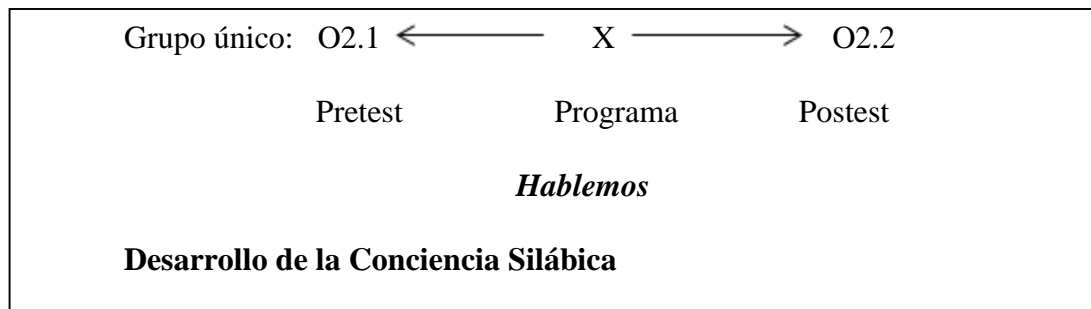 Grupo único: O2.1 X O2.2
Pretest Programa Postest
Hablemos
Desarrollo de la Conciencia Silábica